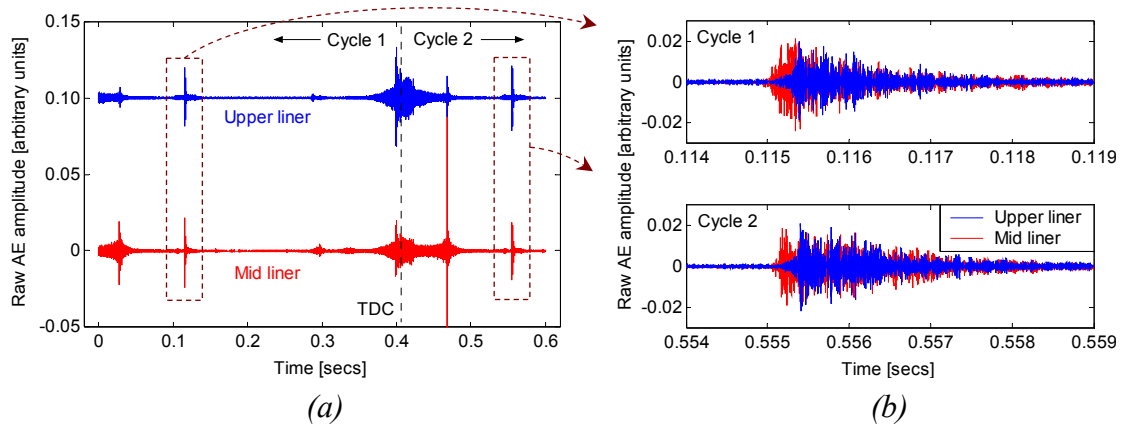 Raw AE amplitude [arbitrary units]
0.15
0.10
0.05
0
-0.05
Cycle 1
Cycle 2
Upper liner
Mid liner
TDC
0
0.1
0.2
0.3
0.4
0.5
0.6
Time [secs]
(a)
Raw AE amplitude [arbitrary units]
Cycle 1
0.02
0
-0.02
0.114
0.115
0.116
0.117
0.118
0.119
Cycle 2
Upper liner
Mid liner
0.02
0
-0.02
0.554
0.555
0.556
0.557
0.558
0.559
Time [secs]
(b)